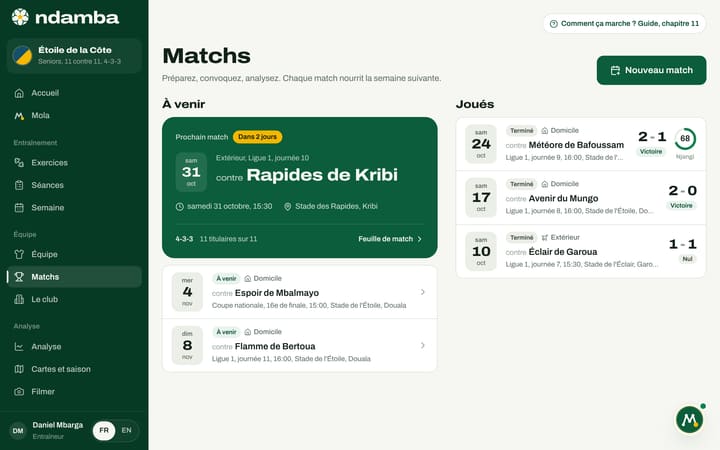 ndamba
Étoile de la Côte
Seniors, 11 contre 11, 4-3-3
Accueil
Mola
Entraînement
Exercices
Séances
Semaine
Équipe
Équipe
Matchs
Le club
Analyse
Analyse
Cartes et saison
Filmer
DM
Daniel Mbarga
Entraîneur
FR
EN
Comment ça marche ? Guide, chapitre 11
Matchs
Préparez, convoquez, analysez. Chaque match nourrit la semaine suivante.
Nouveau match
À venir
Prochain match
Dans 2 jours
sam
31
oct
Extérieur, Ligue 1, journée 10
contre Rapides de Kribi
samedi 31 octobre, 15:30
Stade des Rapides, Kribi
4-3-3
11 titulaires sur 11
Feuille de match
mer
4
nov
À venir
Domicile
contre Espoir de Mbalmayo
Coupe nationale, 16e de finale, 15:00, Stade de l'Étoile, Douala
dim
8
nov
À venir
Domicile
contre Flamme de Bertoua
Ligue 1, journée 11, 16:00, Stade de l'Étoile, Douala
Joués
sam
24
oct
Terminé
Domicile
contre Météore de Bafoussam
Ligue 1, journée 9, 16:00, Stade de l'...
2 - 1
Victoire
68
Njangi
sam
17
oct
Terminé
Domicile
contre Avenir du Mungo
Ligue 1, journée 8, 16:00, Stade de l'Étoile, Do...
2 - 0
Victoire
sam
10
oct
Terminé
Extérieur
contre Éclair de Garoua
Ligue 1, journée 7, 15:30, Stade de l'Éclair, Garo...
1 - 1
Nul